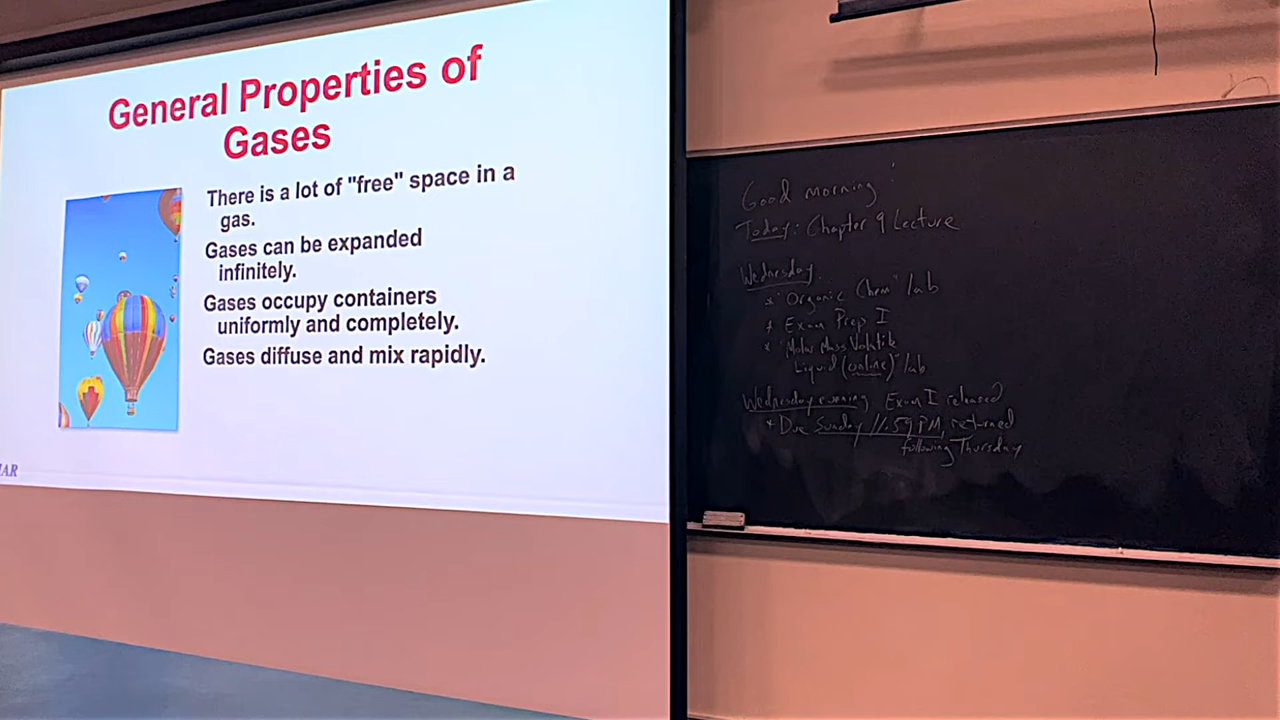 General Properties of
Gases
There is a lot of "free" space in a
gas.
Gases can be expanded
infinitely.
Gases occupy containers
uniformly and completely.
Gases diffuse and mix rapidly.
AR
Good morning!
Today: Chapter 9 Lecture
Wednesday
* "Organic Chem" lab
* Exam Prep I
* "Molar Mass Volatile
Liquid (online)" lab
Wednesday evening Exam I released
* Due Sunday 11:59 PM, returned
following Thursday